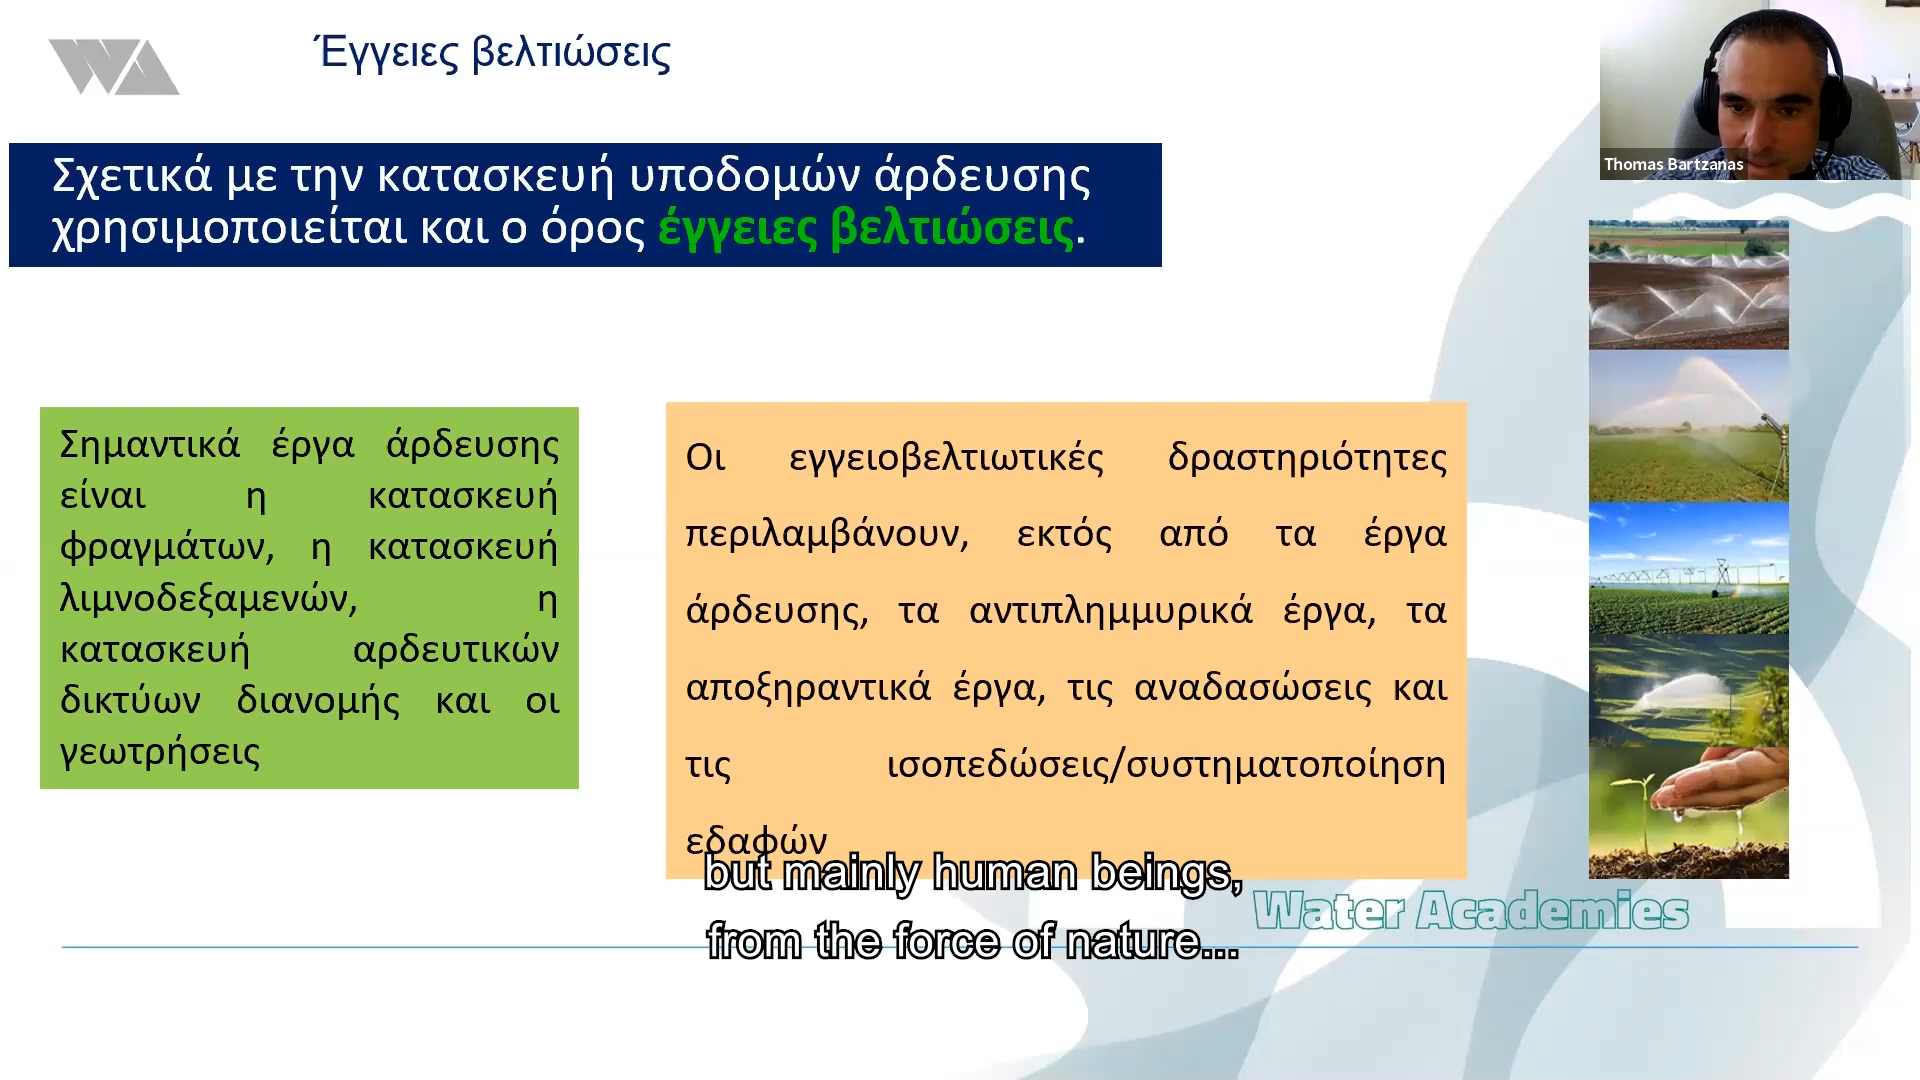 Έγγειες βελτιώσεις
Thomas Bartzanas
Σχετικά με την κατασκευή υποδομών άρδευσης
χρησιμοποιείται και ο όρος έγγειες βελτιώσεις.
Σημαντικά έργα άρδευσης
είναι η κατασκευή
φραγμάτων, η κατασκευή
λιμνοδεξαμενών, η
κατασκευή αρδευτικών
δικτύων διανομής και οι
γεωτρήσεις
Οι εγγειοβελτιωτικές δραστηριότητες
περιλαμβάνουν, εκτός από τα έργα
άρδευσης, τα αντιπλημμυρικά έργα, τα
αποξηραντικά έργα, τις αναδασώσεις και
τις ισοπεδώσεις/συστηματοποίηση
εδαφών
but mainly human beings,
from the force of nature...
Water Academies